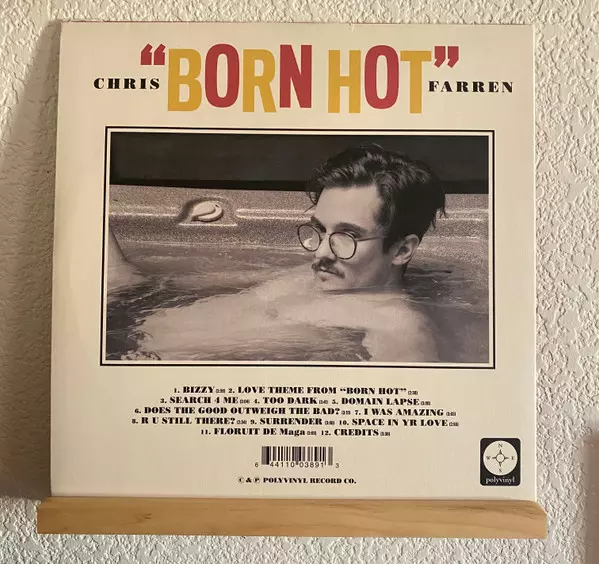 CHRIS "BORN HOT" FARREN
1. BIZZY 2. LOVE THEME FROM "BORN HOT"
3. SEARCH 4 ME 4. TOO DARK 5. DOMAIN LAPSE
6. DOES THE GOOD OUTWEIGH THE BAD? 7. I WAS AMAZING
8. R U STILL THERE? 9. SURRENDER 10. SPACE IN YR LOVE
11. FLORUIT DE Maga 12. CREDITS
6 44110 03891 3
© & ℗ POLYVINYL RECORD CO.
N
W E
S
polyvinyl